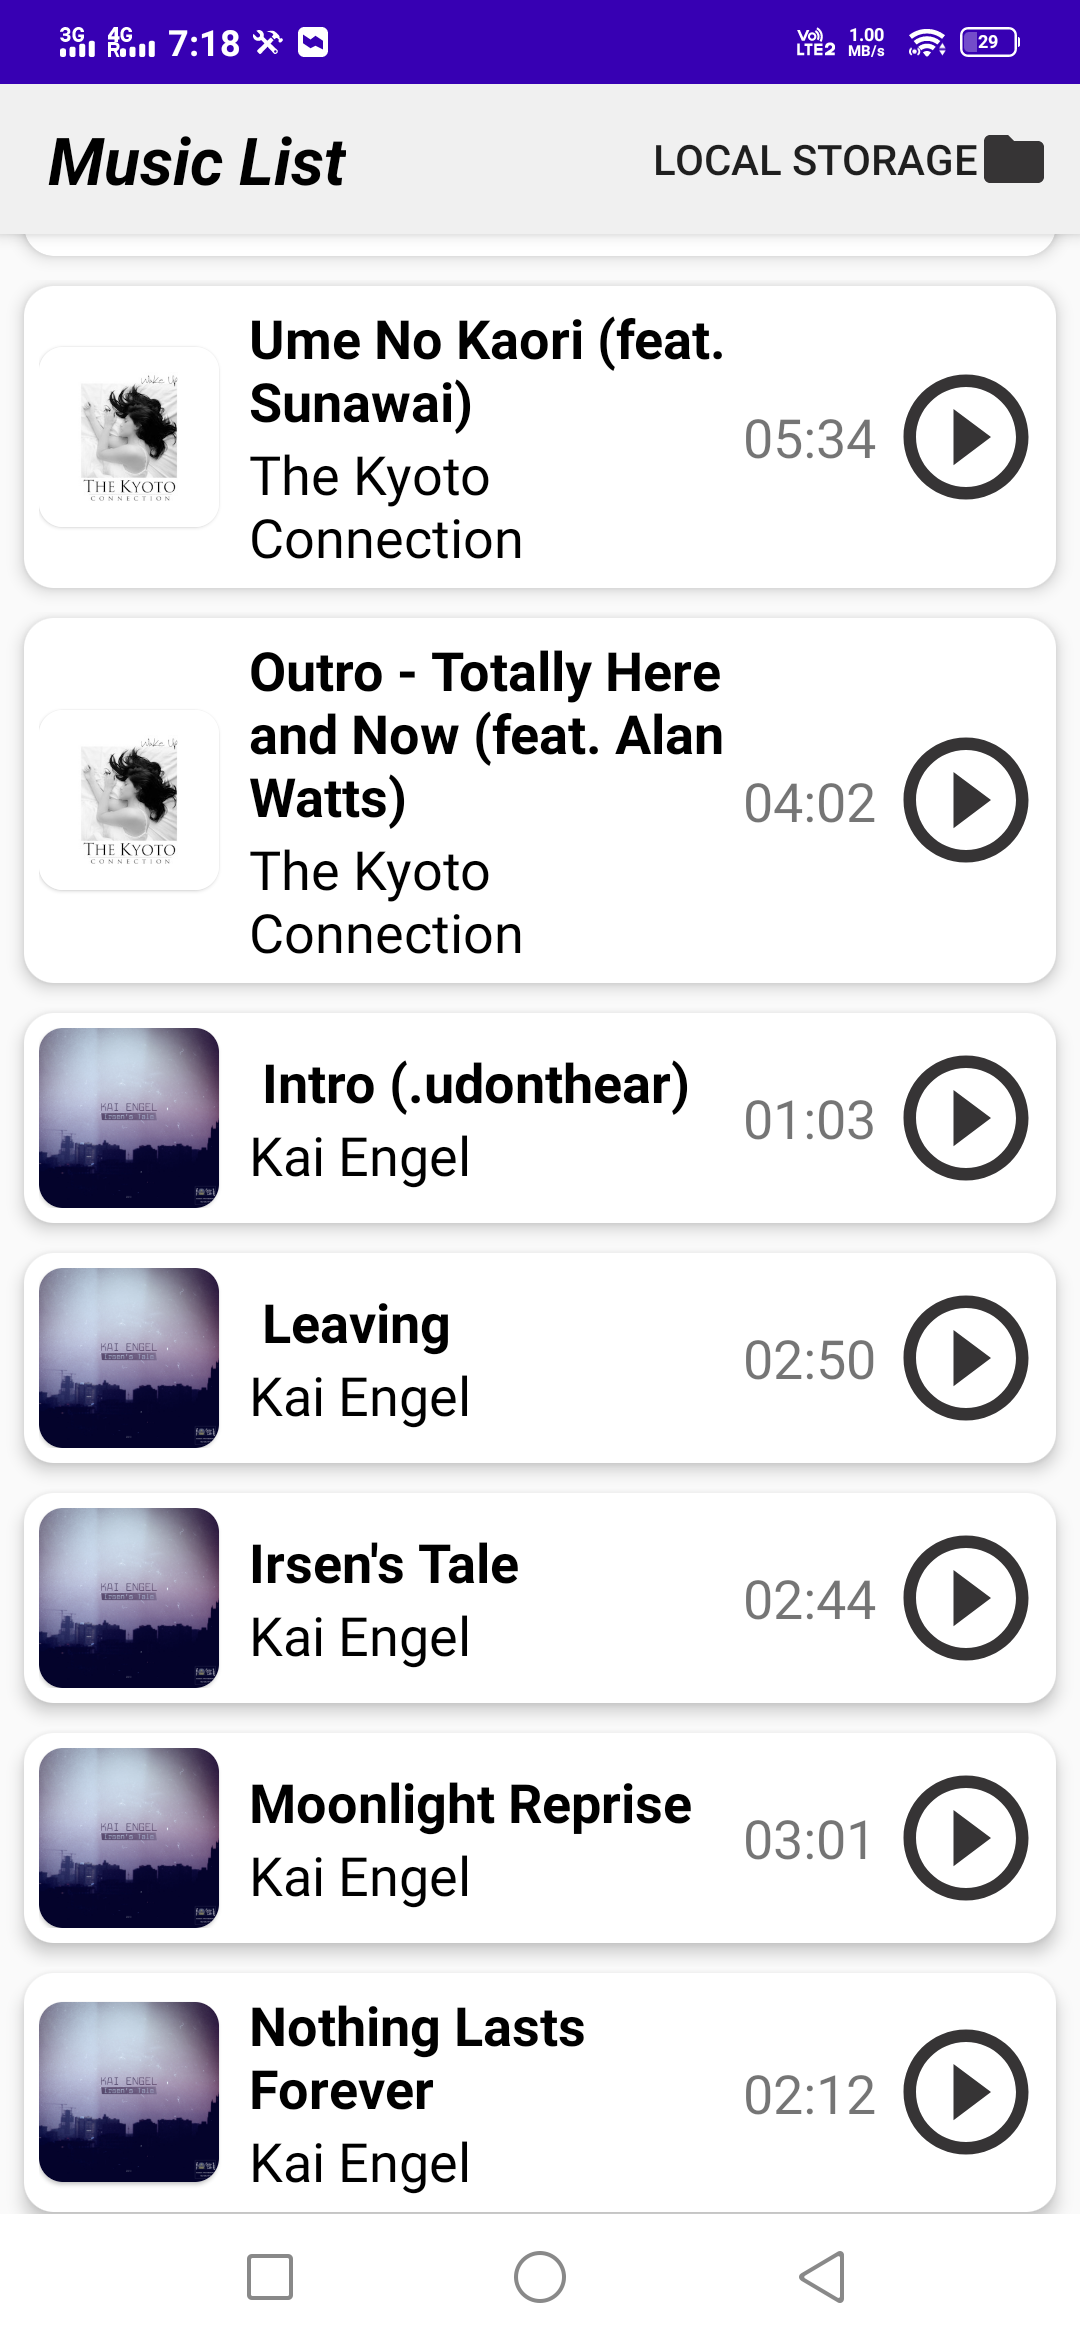 3G 4G R 7:18 Vo)) LTE2 1.00 MB/s 29
Music List LOCAL STORAGE
Ume No Kaori (feat.
Sunawai)
The Kyoto
Connection
05:34
Wake Up
THE KYOTO
CONNECTION
Outro - Totally Here
and Now (feat. Alan
Watts)
The Kyoto
Connection
04:02
Wake Up
THE KYOTO
CONNECTION
Intro (.udonthear)
Kai Engel
01:03
KAI ENGEL
Irsen's Tale
Leaving
Kai Engel
02:50
KAI ENGEL
Irsen's Tale
Irsen's Tale
Kai Engel
02:44
KAI ENGEL
Irsen's Tale
Moonlight Reprise
Kai Engel
03:01
KAI ENGEL
Irsen's Tale
Nothing Lasts
Forever
Kai Engel
02:12
KAI ENGEL
Irsen's Tale